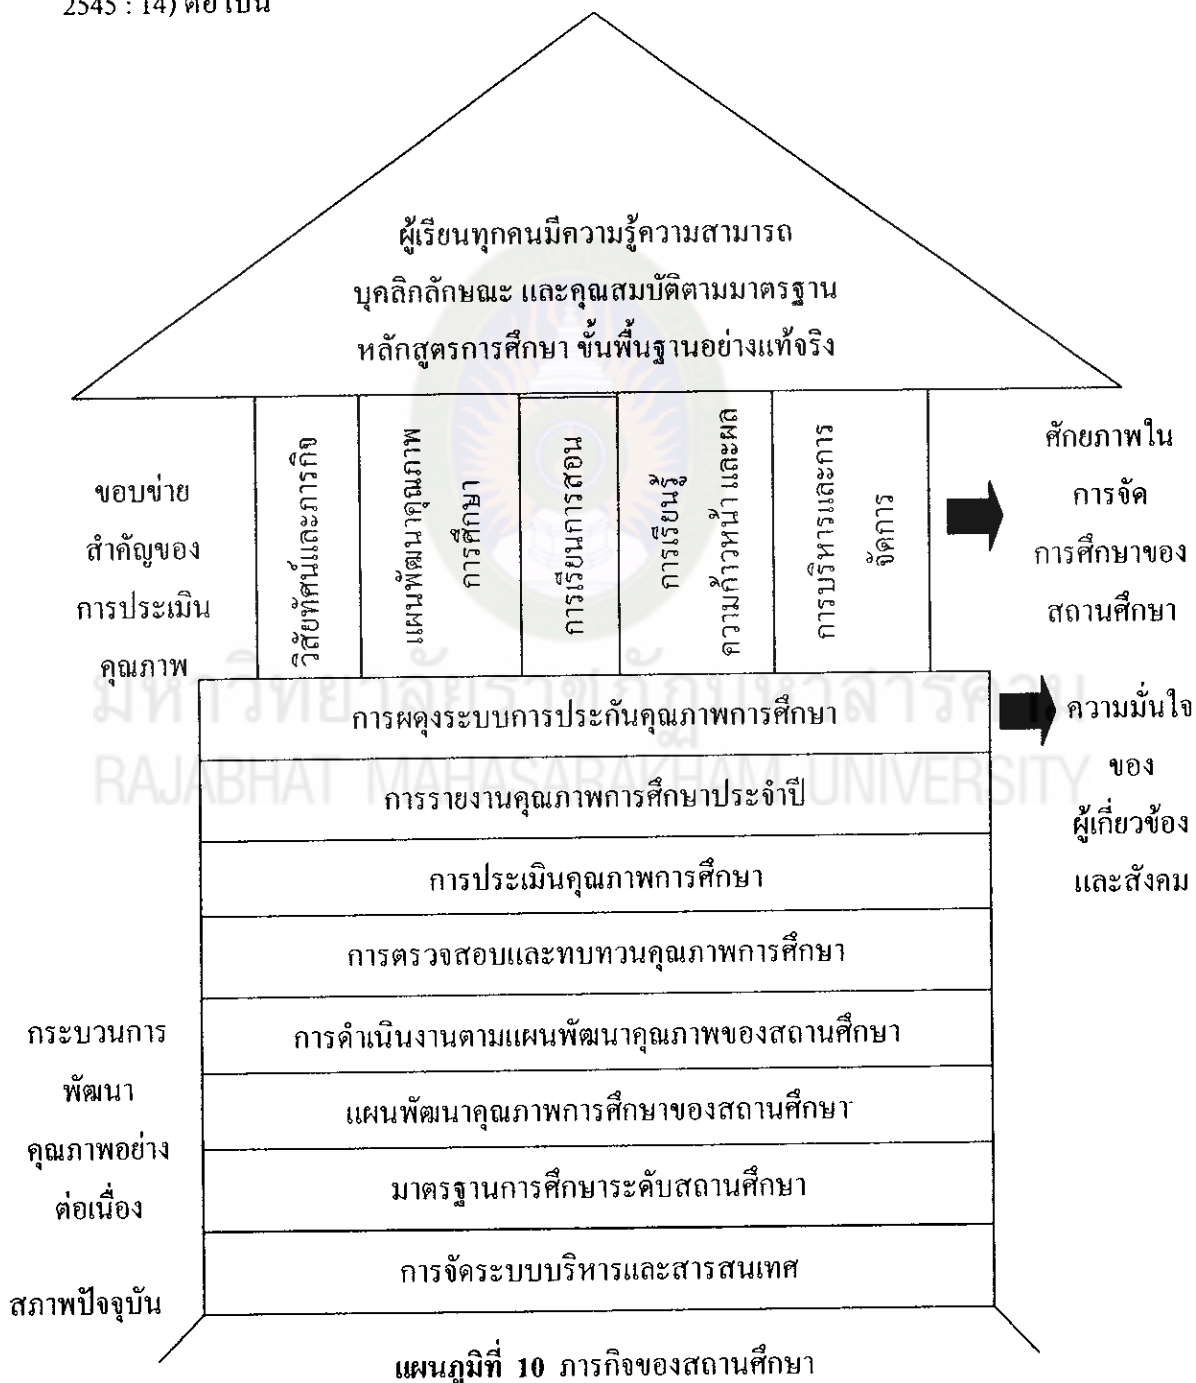 2545 : 14) ต่อ เป็น
ผู้เรียนทุกคนมีความรู้ความสามารถ
บุคลิกลักษณะ และคุณสมบัติตามมาตรฐาน
หลักสูตรการศึกษา ขั้นพื้นฐานอย่างแท้จริง
ขอบข่าย
สำคัญของ
การประเมิน
คุณภาพ
วิสัยทัศน์และภารกิจ
แผนพัฒนาคุณภาพ
การศึกษา
การเรียนการสอน
การเรียนรู้
ความก้าวหน้า และผล
การบริหารและการ
จัดการ
ศักยภาพใน
การจัด
การศึกษาของ
สถานศึกษา
ความมั่นใจ
ของ
ผู้เกี่ยวข้อง
และสังคม
มหาวิทยาลัยราชภัฏมหาสารคาม
RAJABHAT MAHASARAKHAM UNIVERSITY
การผดุงระบบการประกันคุณภาพการศึกษา
การรายงานคุณภาพการศึกษาประจำปี
การประเมินคุณภาพการศึกษา
การตรวจสอบและทบทวนคุณภาพการศึกษา
การดำเนินงานตามแผนพัฒนาคุณภาพของสถานศึกษา
แผนพัฒนาคุณภาพการศึกษาของสถานศึกษา
มาตรฐานการศึกษาระดับสถานศึกษา
การจัดระบบบริหารและสารสนเทศ
กระบวนการ
พัฒนา
คุณภาพอย่าง
ต่อเนื่อง
สภาพปัจจุบัน
แผนภูมิที่ 10 ภารกิจของสถานศึกษา